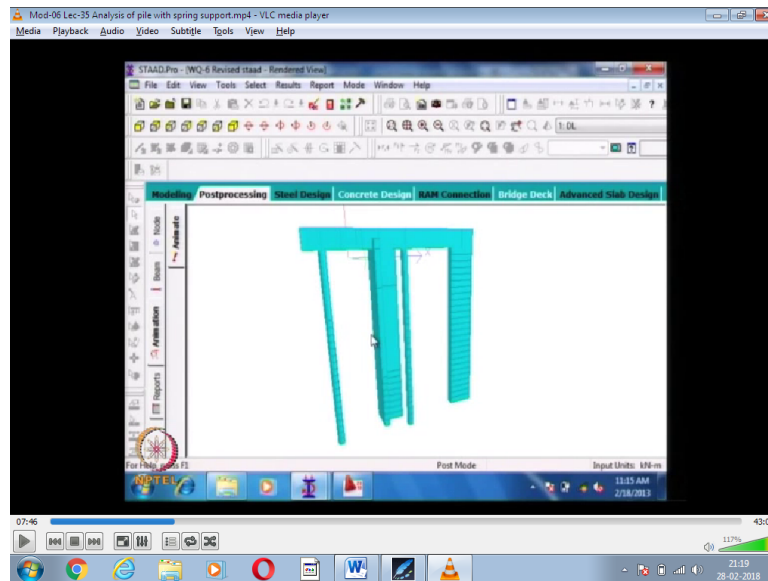 Mod-06 Lec-35 Analysis of pile with spring support.mp4 - VLC media player
Media Playback Audio Video Subtitle Tools View Help
STAAD.Pro - [WQ-6 Revised staad - Rendered View]
File Edit View Tools Select Results Report Mode Window Help
1: DL
Modeling Postprocessing Steel Design Concrete Design RAM Connection Bridge Deck Advanced Slab Design
Node
Beam
Animation
Reports
Animate
X
For Help, press F1
Post Mode
Input Units: kN-m
NPTEL
11:15 AM
2/18/2013
07:46
117%
21:19
28-02-2018